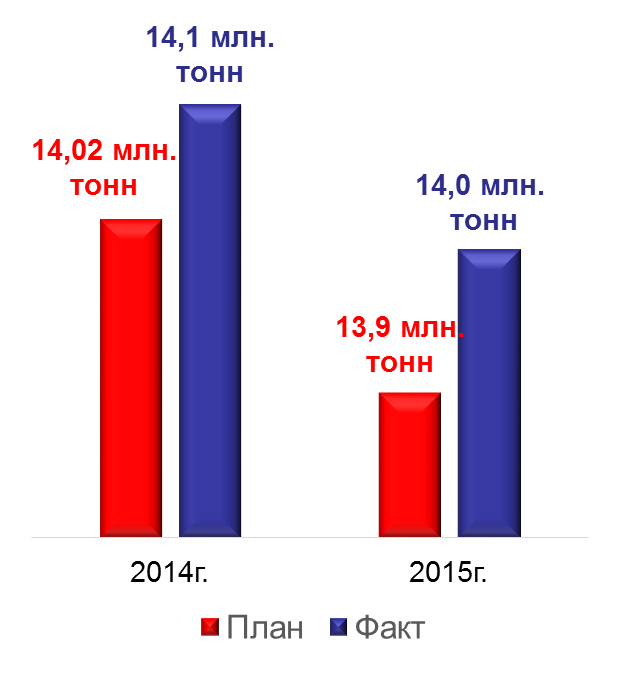 14,1 млн.
тонн
14,02 млн.
тонн
14,0 млн.
тонн
13,9 млн.
тонн
2014г.
2015г.
План
Факт